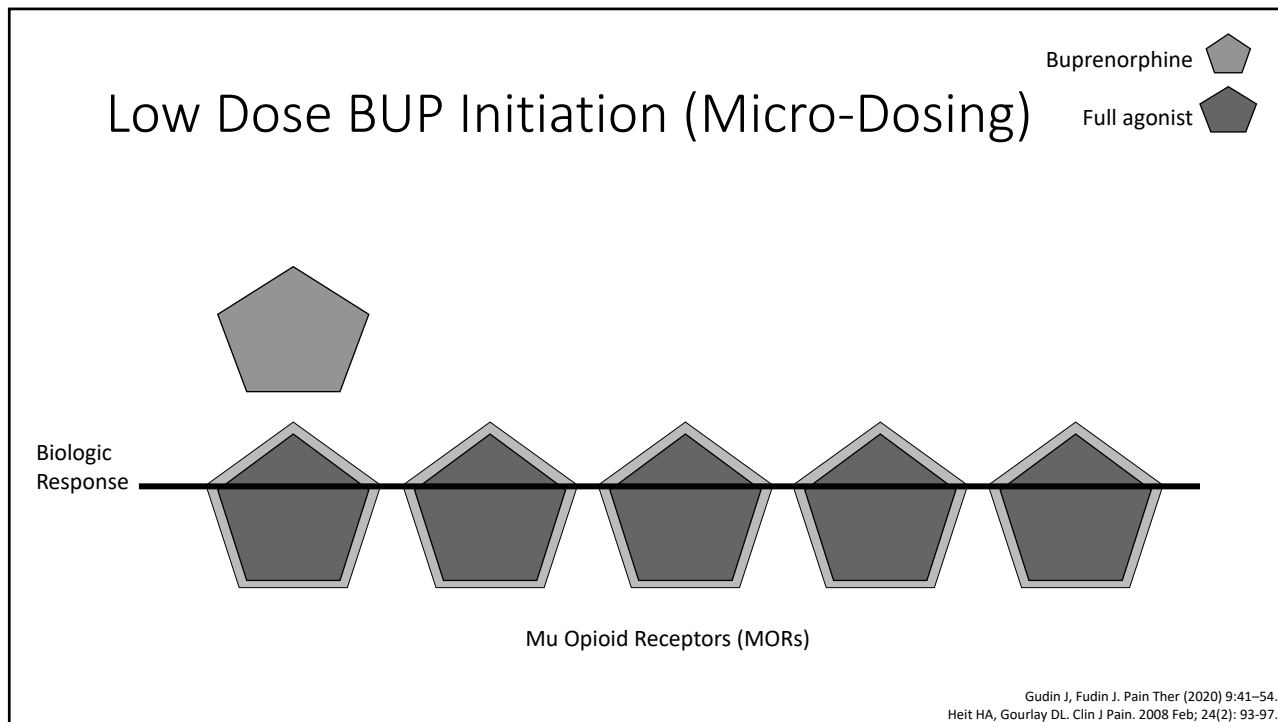 Buprenorphine
Low Dose BUP Initiation (Micro-Dosing)
Full agonist
Biologic
Response
Mu Opioid Receptors (MORs)
Gudin J, Fudin J. Pain Ther (2020) 9:41–54.
Heit HA, Gourlay DL. Clin J Pain. 2008 Feb; 24(2): 93-97.